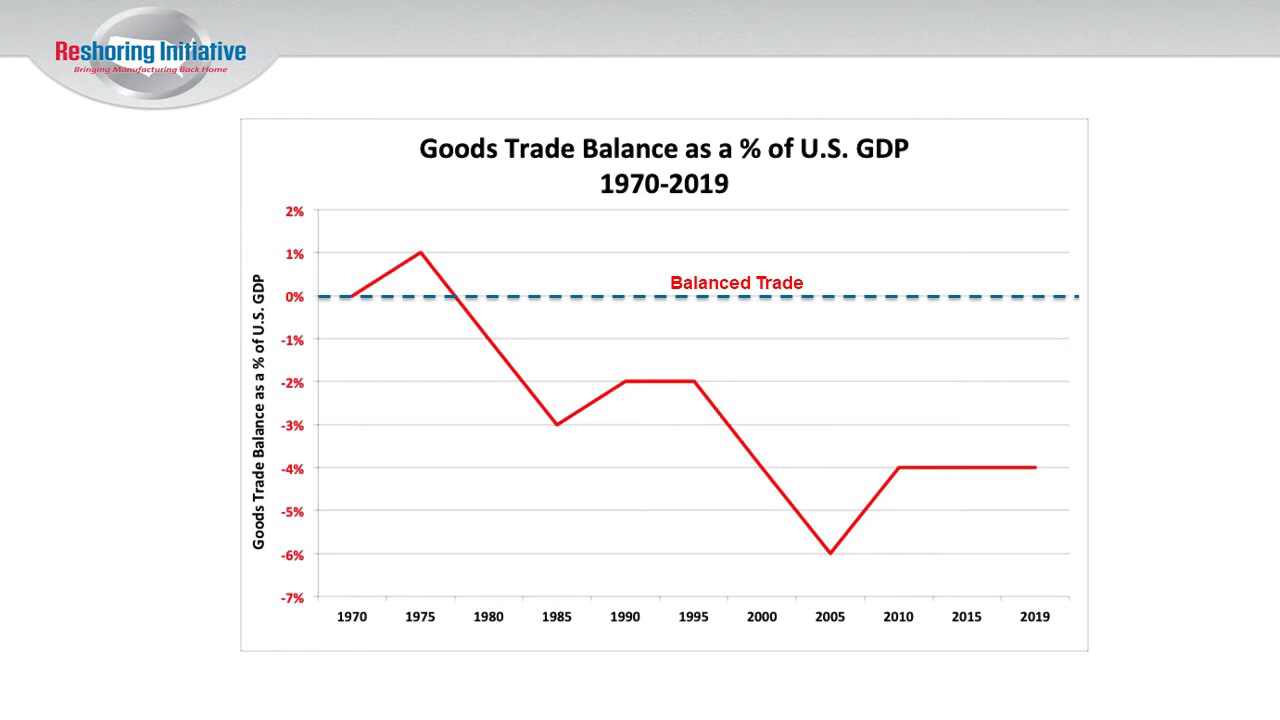 Reshoring Initiative
Bringing Manufacturing Back Home
Goods Trade Balance as a % of U.S. GDP
1970-2019
2%
1%
0%
-1%
-2%
-3%
-4%
-5%
-6%
-7%
Goods Trade Balance as a % of U.S. GDP
Balanced Trade
1970 1975 1980 1985 1990 1995 2000 2005 2010 2015 2019